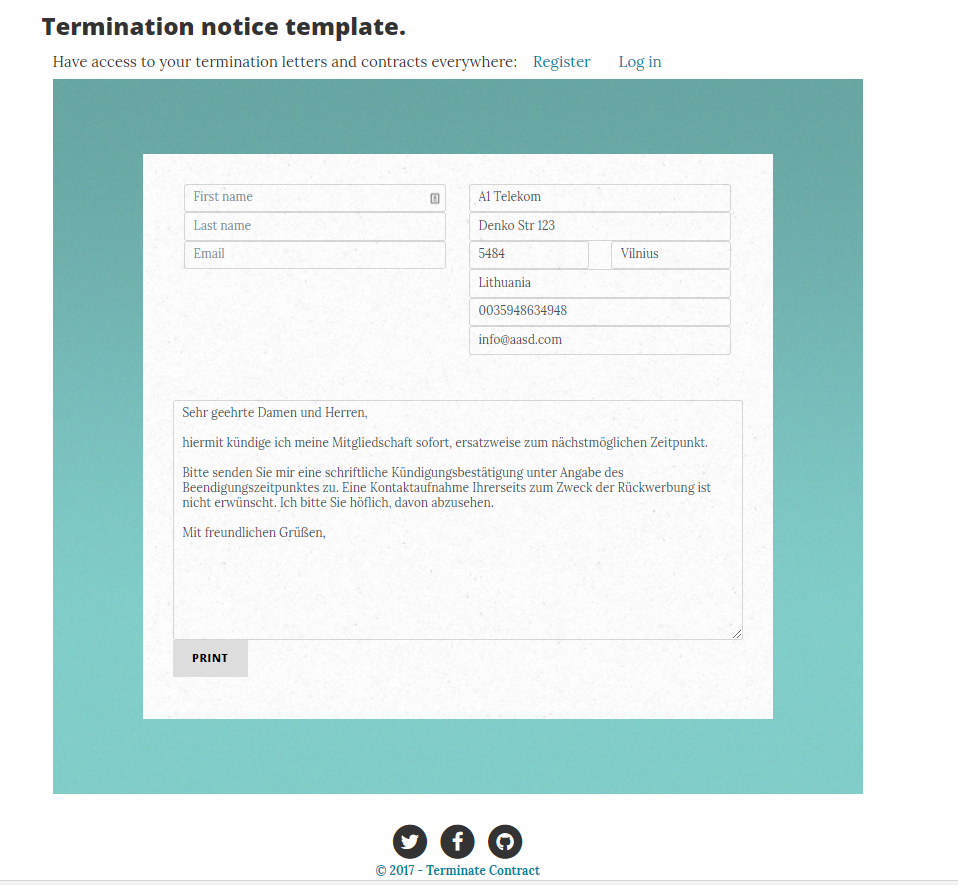 Termination notice template.
Have access to your termination letters and contracts everywhere: Register Log in
First name
Last name
Email
A1 Telekom
Denko Str 123
5484 Vilnius
Lithuania
0035948634948
info@aasd.com
Sehr geehrte Damen und Herren,
hiermit kündige ich meine Mitgliedschaft sofort, ersatzweise zum nächstmöglichen Zeitpunkt.
Bitte senden Sie mir eine schriftliche Kündigungsbestätigung unter Angabe des
Beendigungszeitpunktes zu. Eine Kontaktaufnahme Ihrerseits zum Zweck der Rückwerbung ist
nicht erwünscht. Ich bitte Sie höflich, davon abzusehen.
Mit freundlichen Grüßen,
PRINT
© 2017 - Terminate Contract